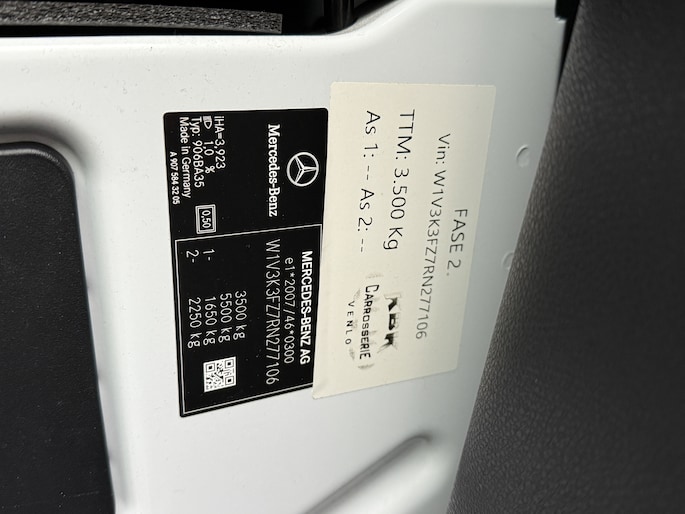 FASE 2.
Vin: W1V3K3FZ7RN277106
TTM: 3.500 Kg
As 1: -- As 2: --
CARROSSERIE
VENLO
Mercedes-Benz
iHA=3,923
1,0 %
Typ: 906BA35
Made in Germany
A 907 584 32 05
0,50
MERCEDES-BENZ AG
e1*2007/46*0300
W1V3K3FZ7RN277106
3500 kg
5500 kg
1- 1650 kg
2- 2250 kg